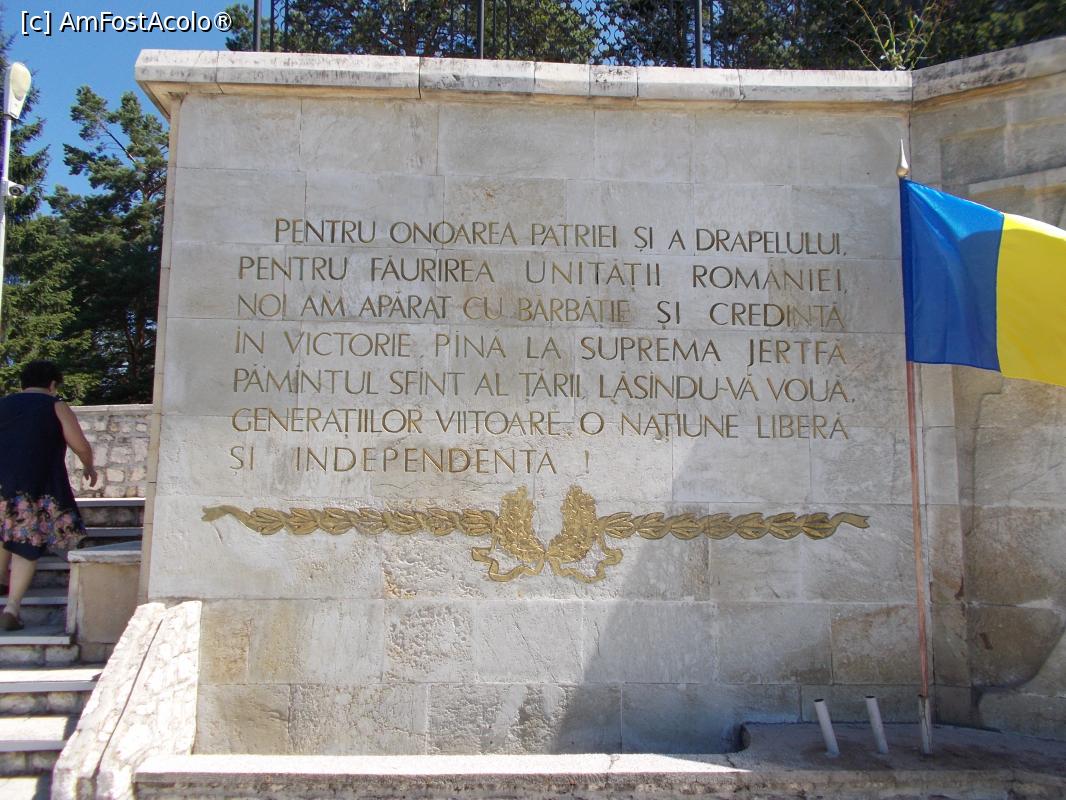 [c] AmFostAcolo®
PENTRU ONOAREA PATRIEI ȘI A DRAPELULUI,
PENTRU FĂURIREA UNITĂȚII ROMÂNIEI,
NOI AM APĂRAT CU BĂRBĂȚIE ȘI CREDINȚĂ
ÎN VICTORIE PÎNĂ LA SUPREMA JERTFĂ
PĂMÎNTUL SFÎNT AL ȚĂRII, LĂSÎNDU-VĂ VOUĂ,
GENERAȚIILOR VIITOARE, O NAȚIUNE LIBERĂ
ȘI INDEPENDENTĂ !